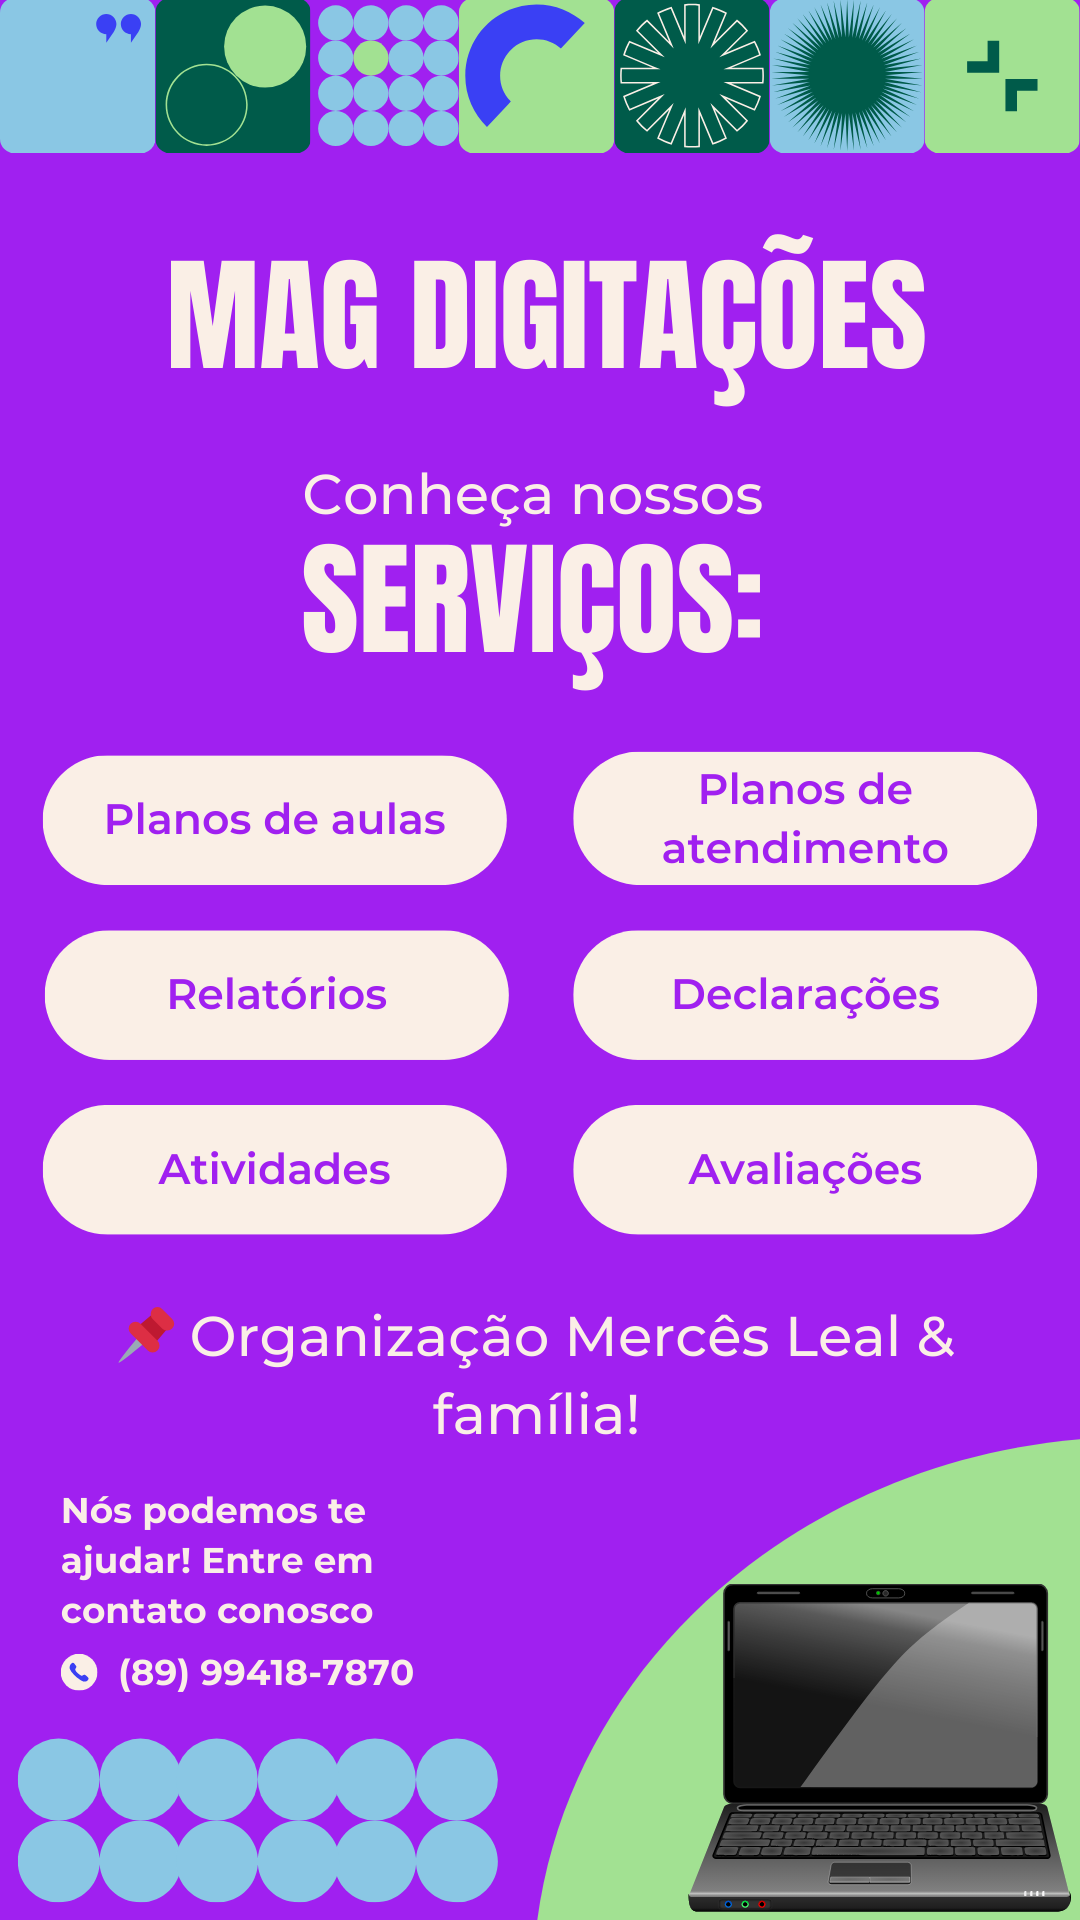 MAG DIGITAÇÕES
Conheça nossos
SERVIÇOS:
Planos de aulas
Planos de
atendimento
Relatórios
Declarações
Atividades
Avaliações
📌 Organização Mercês Leal &
família!
Nós podemos te
ajudar! Entre em
contato conosco
(89) 99418-7870